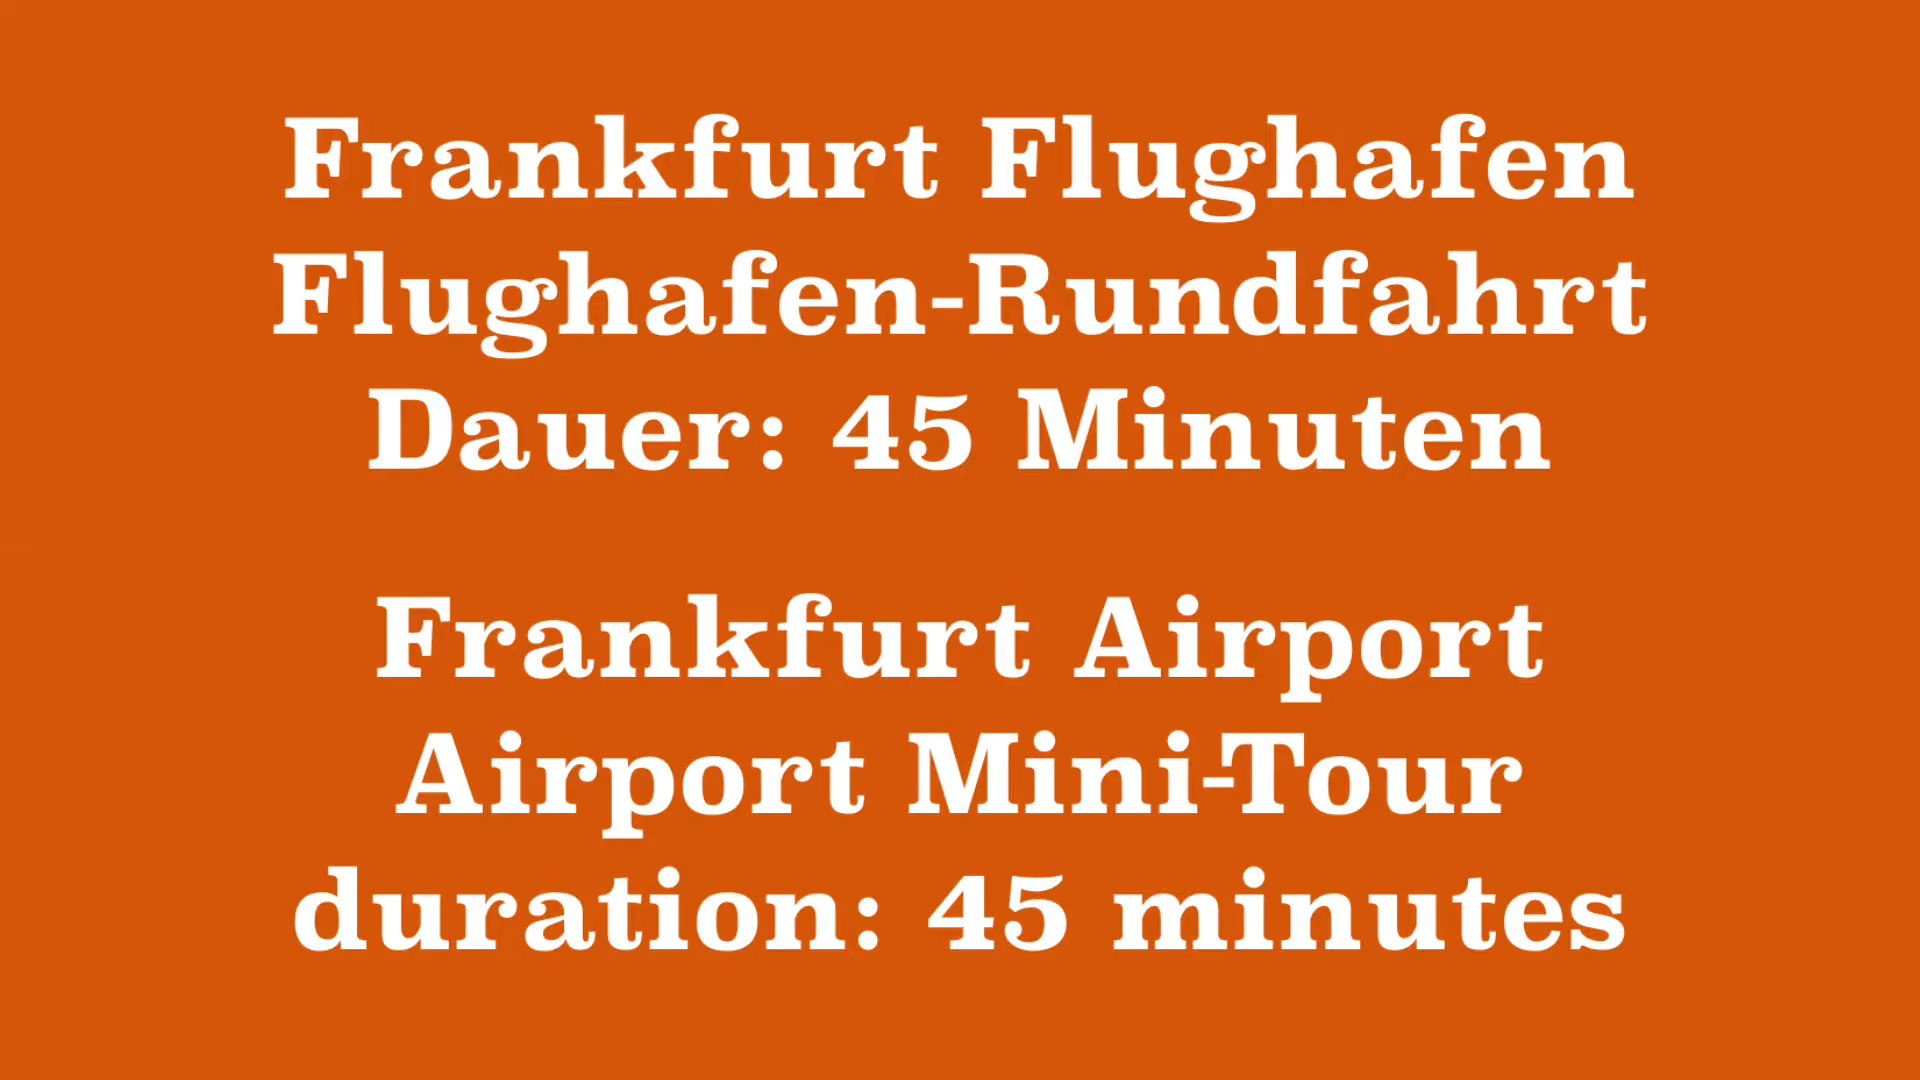 Frankfurt Flughafen
Flughafen-Rundfahrt
Dauer: 45 Minuten
Frankfurt Airport
Airport Mini-Tour
duration: 45 minutes